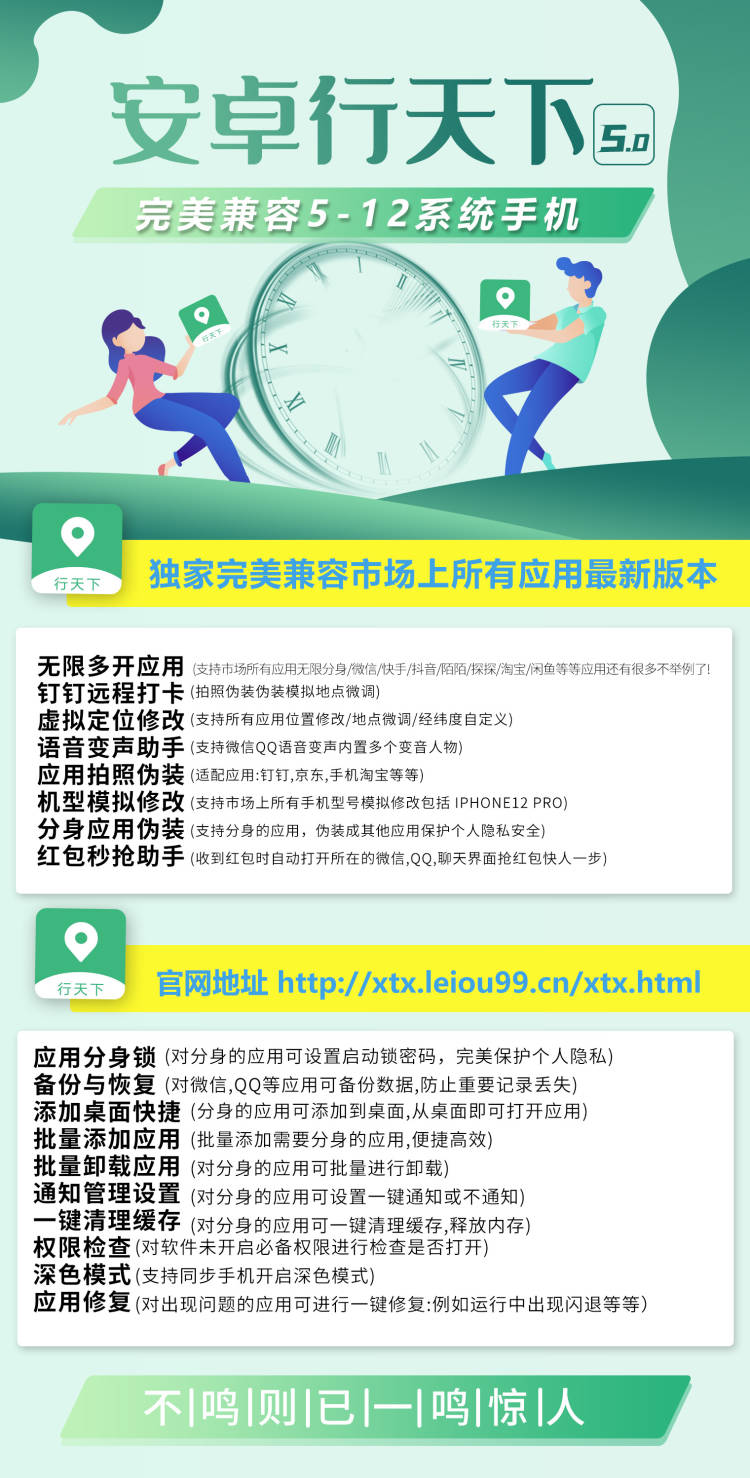 安卓行天下 5.0
完美兼容5-12系统手机
行天下
行天下
行天下
独家完美兼容市场上所有应用最新版本
无限多开应用 (支持市场所有应用无限分身/微信/快手/抖音/陌陌/探探/淘宝/闲鱼等等应用还有很多不举例了!
钉钉远程打卡 (拍照伪装伪装模拟地点微调)
虚拟定位修改 (支持所有应用位置修改/地点微调/经纬度自定义)
语音变声助手 (支持微信QQ语音变声内置多个变音人物)
应用拍照伪装 (适配应用:钉钉,京东,手机淘宝等等)
机型模拟修改 (支持市场上所有手机型号模拟修改包括 IPHONE12 PRO)
分身应用伪装 (支持分身的应用，伪装成其他应用保护个人隐私安全)
红包秒抢助手 (收到红包时自动打开所在的微信,QQ,聊天界面抢红包快人一步)
行天下
官网地址 http://xtx.leiou99.cn/xtx.html
应用分身锁 (对分身的应用可设置启动锁密码，完美保护个人隐私)
备份与恢复 (对微信,QQ等应用可备份数据,防止重要记录丢失)
添加桌面快捷 (分身的应用可添加到桌面,从桌面即可打开应用)
批量添加应用 (批量添加需要分身的应用,便捷高效)
批量卸载应用 (对分身的应用可批量进行卸载)
通知管理设置 (对分身的应用可设置一键通知或不通知)
一键清理缓存 (对分身的应用可一键清理缓存,释放内存)
权限检查 (对软件未开启必备权限进行检查是否打开)
深色模式 (支持同步手机开启深色模式)
应用修复 (对出现问题的应用可进行一键修复:例如运行中出现闪退等等）
不|鸣|则|已|一|鸣|惊|人